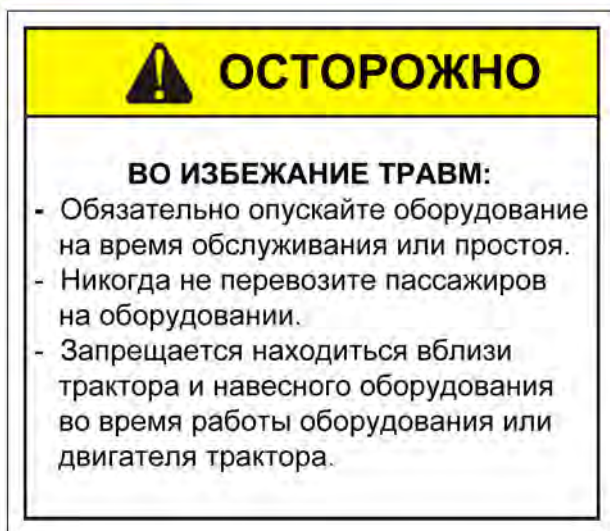 ОСТОРОЖНО
ВО ИЗБЕЖАНИЕ ТРАВМ:
- Обязательно опускайте оборудование
на время обслуживания или простоя.
- Никогда не перевозите пассажиров
на оборудовании.
- Запрещается находиться вблизи
трактора и навесного оборудования
во время работы оборудования или
двигателя трактора.